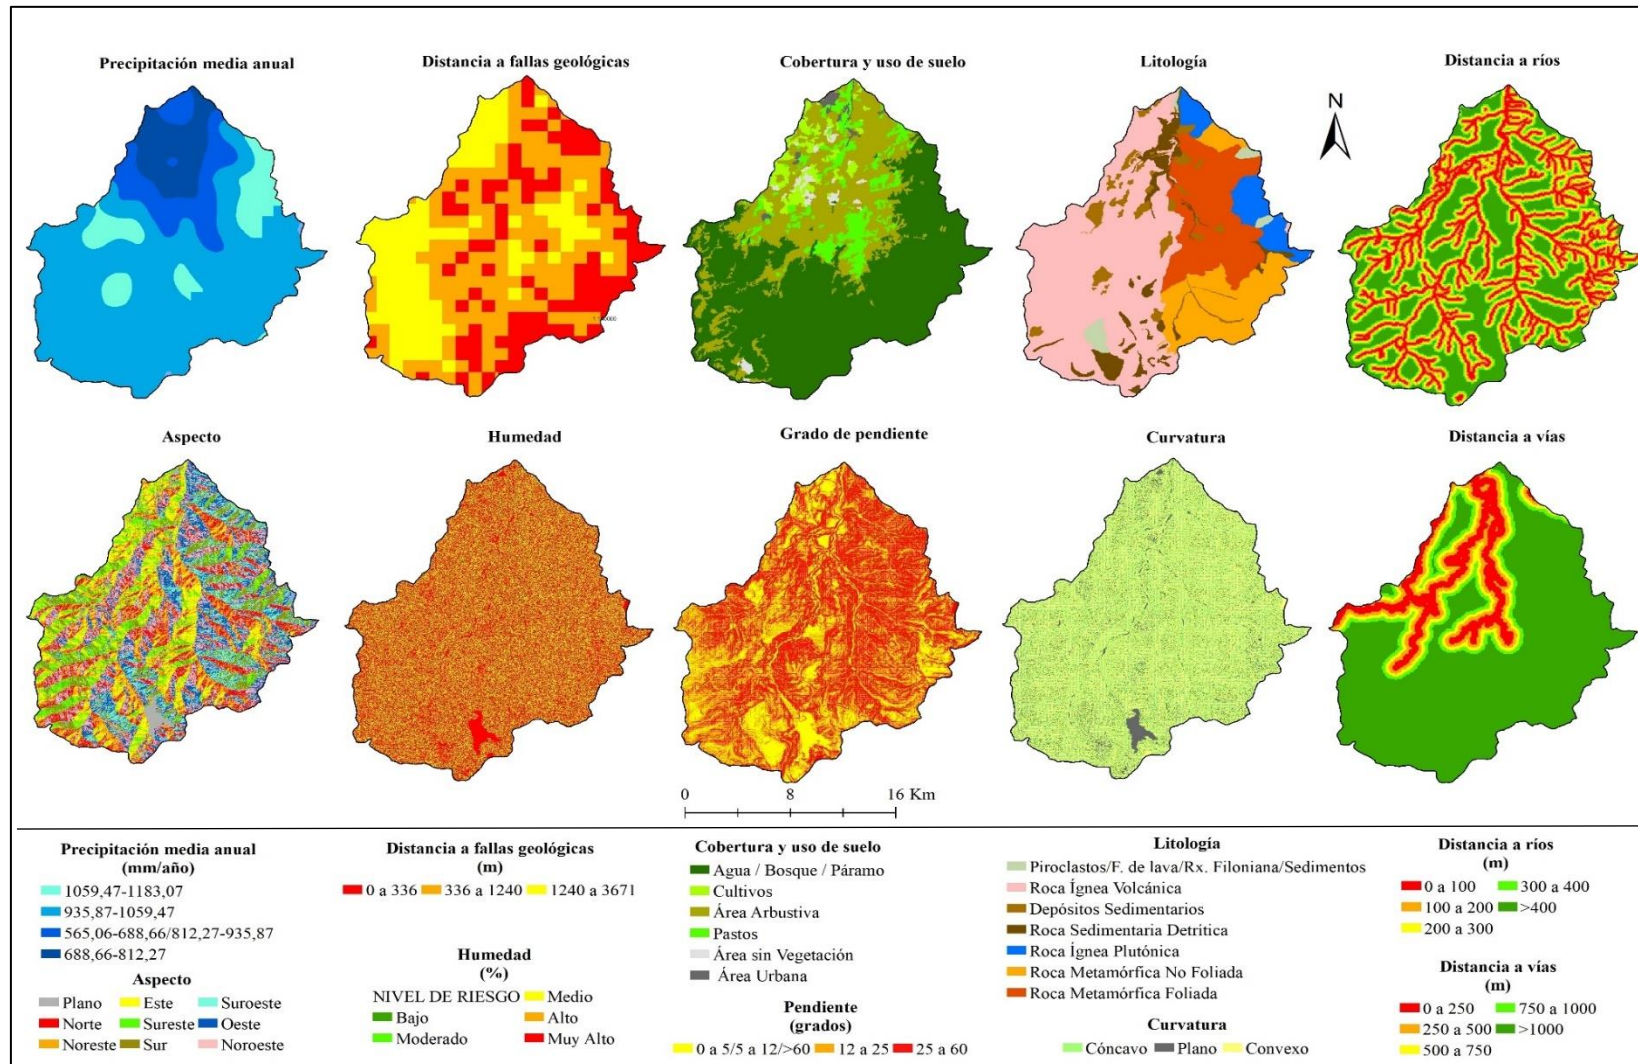 Precipitación media anual
Distancia a fallas geológicas
Cobertura y uso de suelo
Litología
Distancia a ríos
N
Aspecto
Humedad
Grado de pendiente
Curvatura
Distancia a vías
0 8 16 Km
Precipitación media anual
(mm/año)
1059,47-1183,07
935,87-1059,47
565,06-688,66/812,27-935,87
688,66-812,27
Aspecto
Plano Este Suroeste
Norte Sureste Oeste
Noreste Sur Noroeste
Distancia a fallas geológicas
(m)
0 a 336 336 a 1240 1240 a 3671
Humedad
(%)
NIVEL DE RIESGO Medio
Bajo Alto
Moderado Muy Alto
Cobertura y uso de suelo
Agua / Bosque / Páramo
Cultivos
Área Arbustiva
Pastos
Área sin Vegetación
Área Urbana
Pendiente
(grados)
0 a 5/5 a 12/>60 12 a 25 25 a 60
Litología
Piroclastos/F. de lava/Rx. Filoniana/Sedimentos
Roca Ígnea Volcánica
Depósitos Sedimentarios
Roca Sedimentaria Detrítica
Roca Ígnea Plutónica
Roca Metamórfica No Foliada
Roca Metamórfica Foliada
Curvatura
Cóncavo Plano Convexo
Distancia a ríos
(m)
0 a 100 300 a 400
100 a 200 >400
200 a 300
Distancia a vías
(m)
0 a 250 750 a 1000
250 a 500 >1000
500 a 750